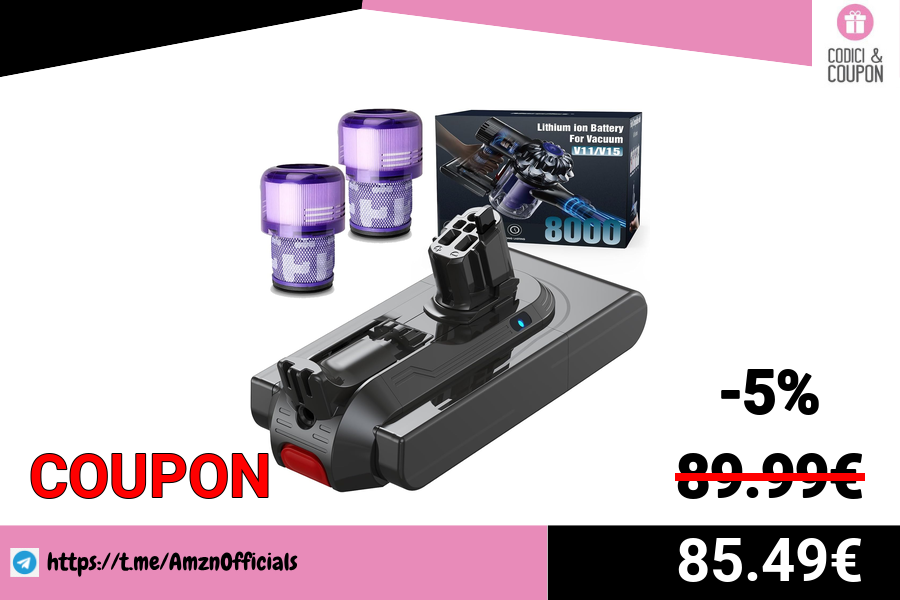 CODICI &
COUPON
Lithium ion Battery
For Vacuum
V11/V15
8000
-5%
COUPON
89.99€
https://t.me/AmznOfficials
85.49€